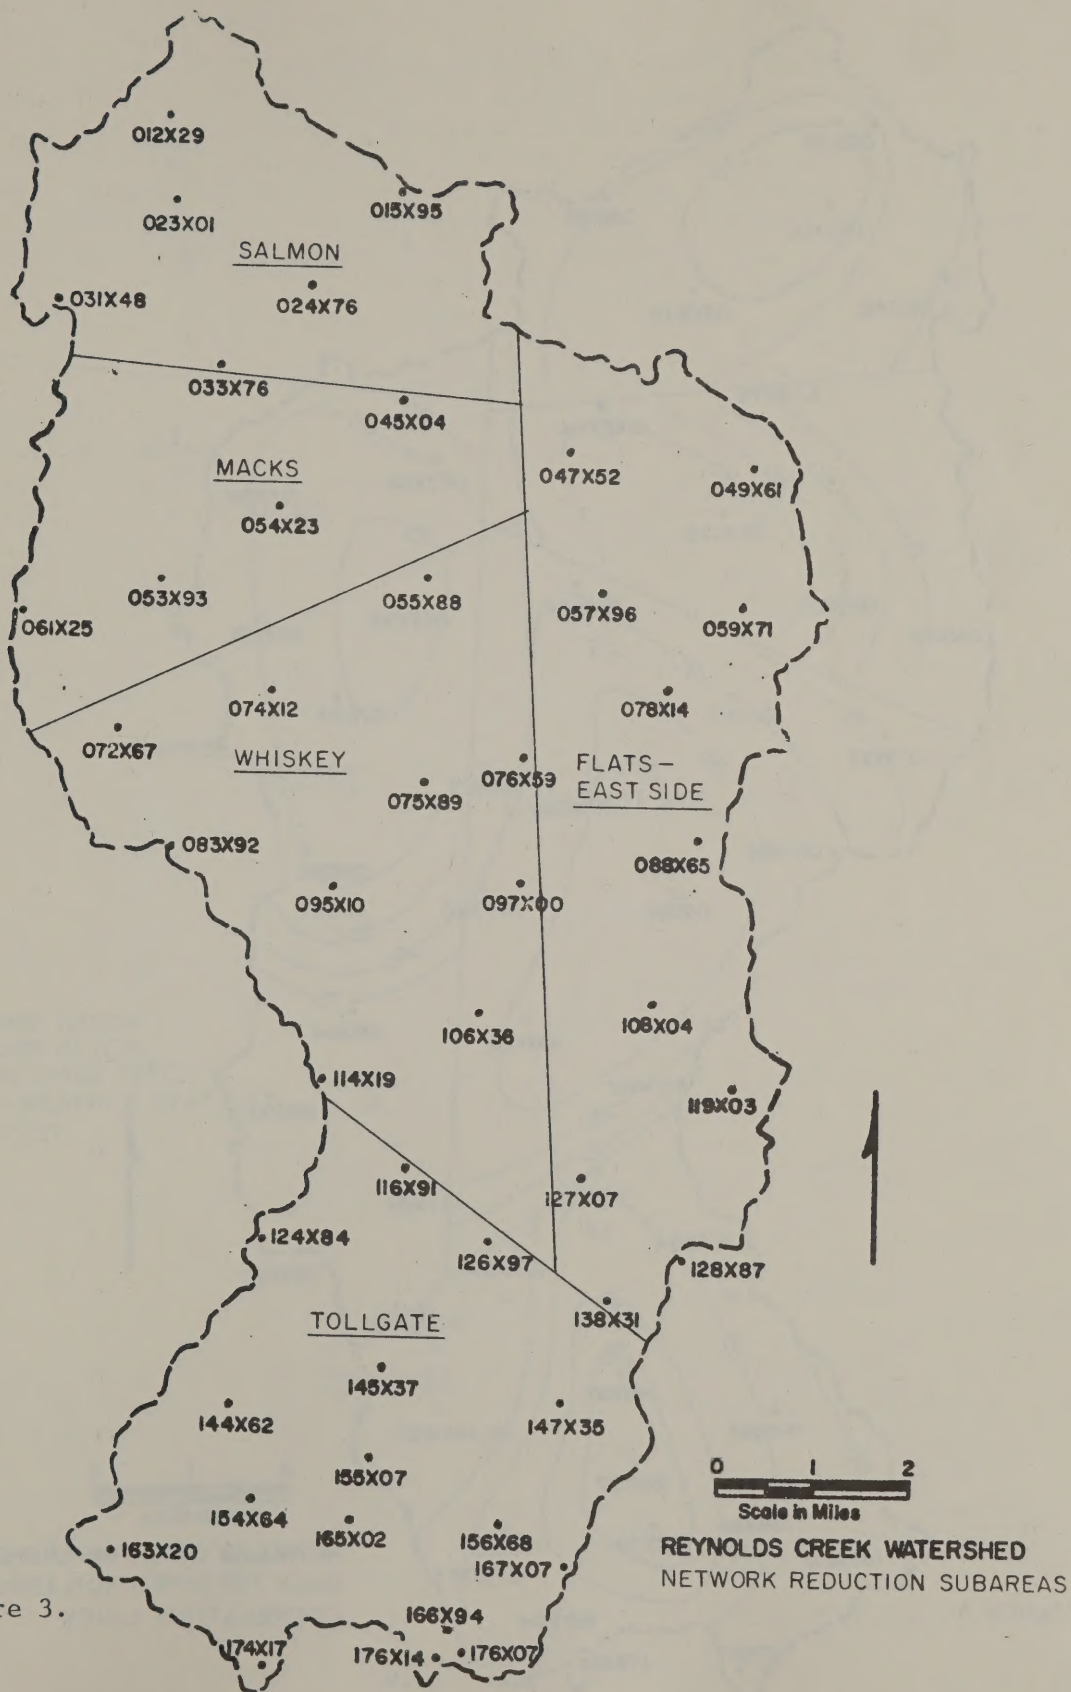 012X29
015X95
023X01
SALMON
024X76
031X48
033X76
045X04
MACKS
047X52
049X61
054X23
053X93
055X88
057X96
059X71
061X25
074X12
078X14
072X67
WHISKEY
076X59
FLATS-
EAST SIDE
075X89
083X92
088X65
095X10
097X00
106X36
108X04
114X19
119X03
116X91
127X07
124X84
126X97
128X87
138X31
TOLLGATE
145X37
144X62
147X35
155X07
0 1 2
Scale in Miles
154X64
165X02
156X68
163X20
167X07
REYNOLDS CREEK WATERSHED
NETWORK REDUCTION SUBAREAS
re 3.
166X94
174X17
176X14
176X07